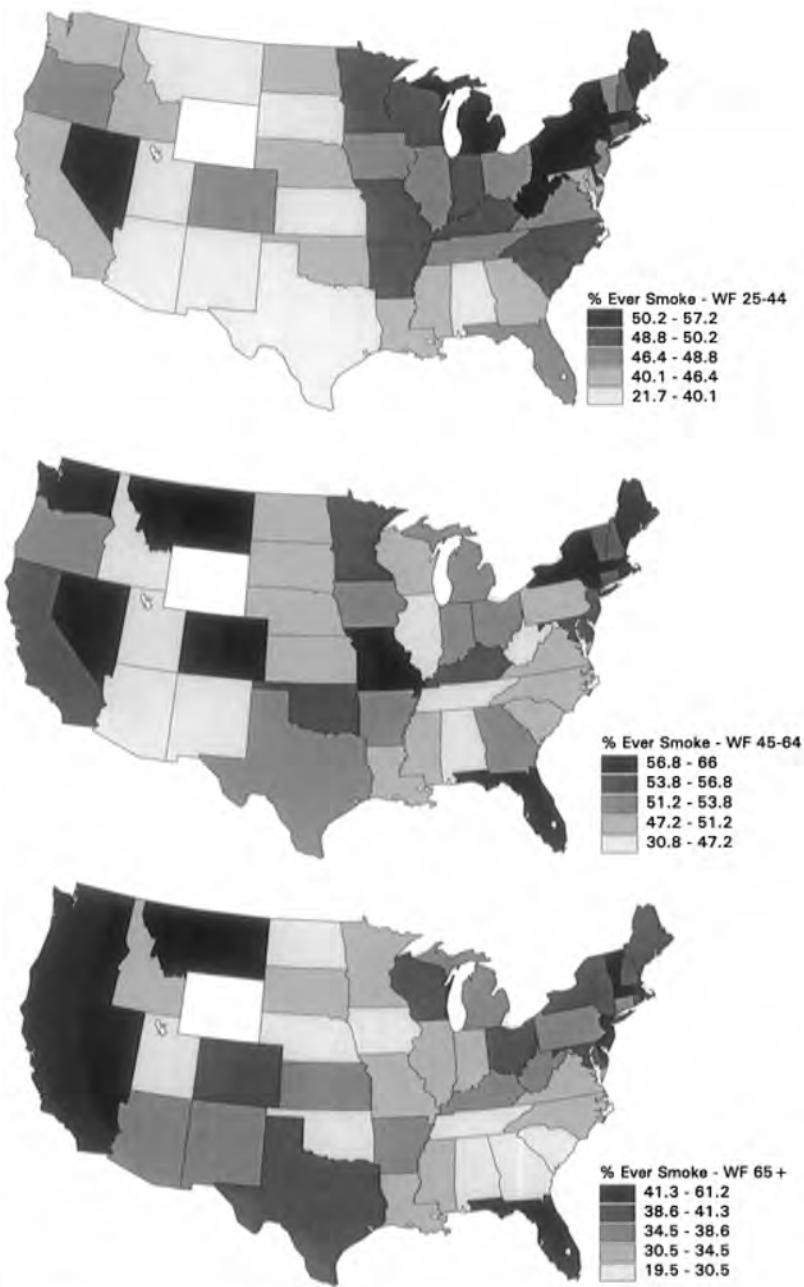 % Ever Smoke - WF 25-44
50.2 - 57.2
48.8 - 50.2
46.4 - 48.8
40.1 - 46.4
21.7 - 40.1
% Ever Smoke - WF 45-64
56.8 - 66
53.8 - 56.8
51.2 - 53.8
47.2 - 51.2
30.8 - 47.2
% Ever Smoke - WF 65+
41.3 - 61.2
38.6 - 41.3
34.5 - 38.6
30.5 - 34.5
19.5 - 30.5